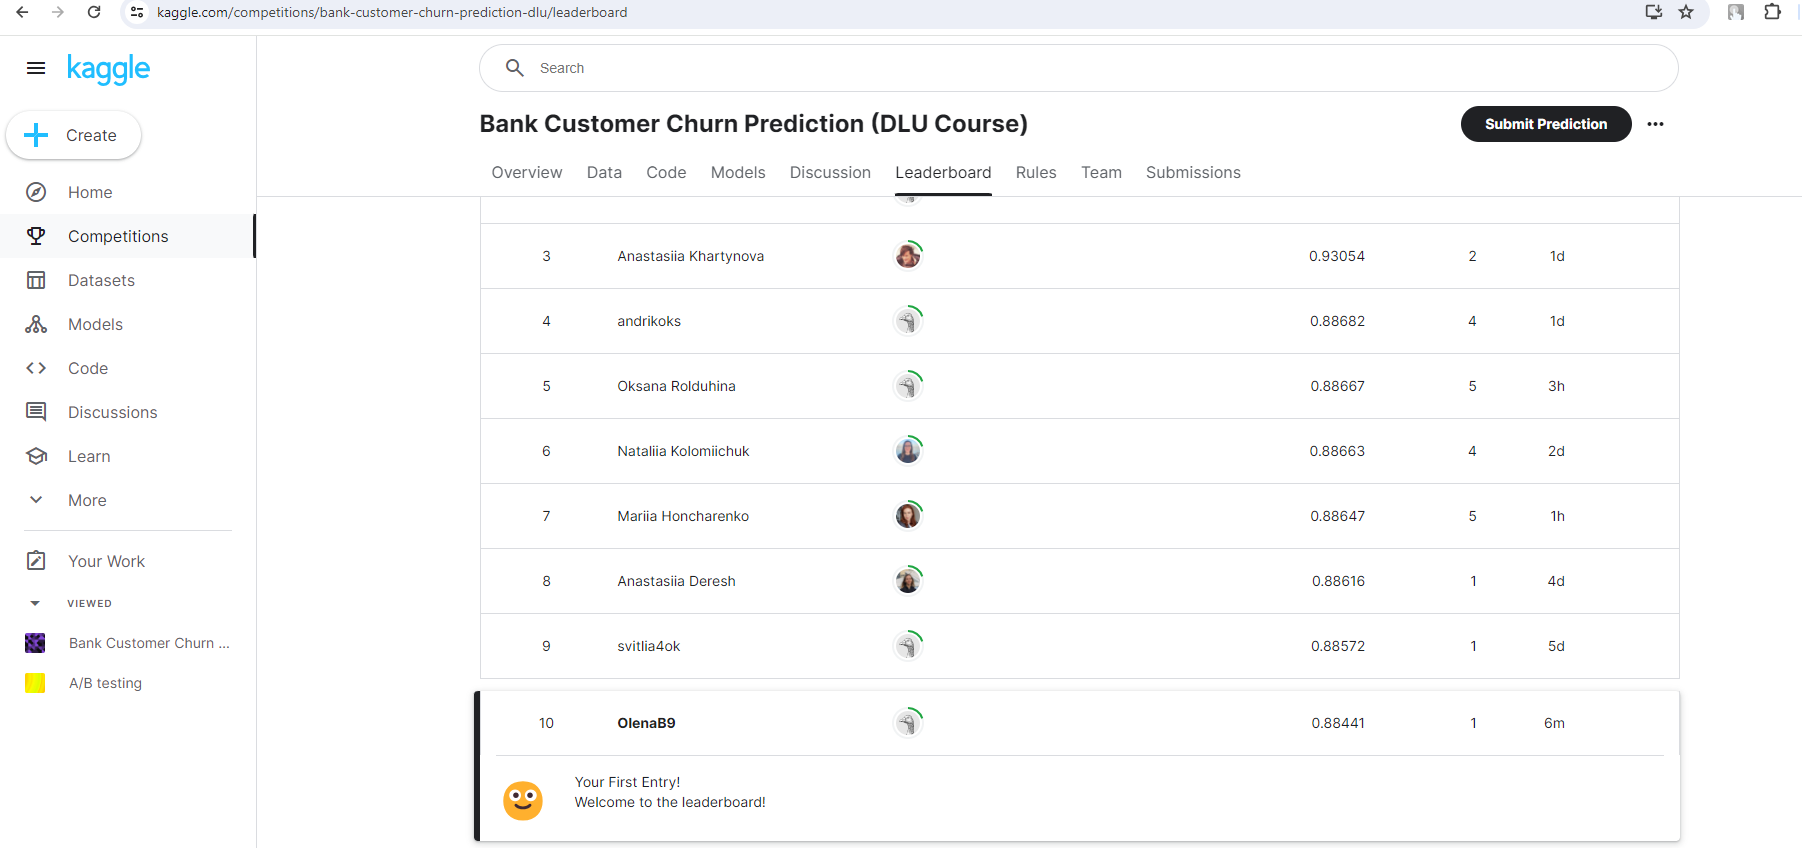 kaggle.com/competitions/bank-customer-churn-prediction-dlu/leaderboard
kaggle
Search
Create
Bank Customer Churn Prediction (DLU Course)
Submit Prediction
Overview Data Code Models Discussion Leaderboard Rules Team Submissions
Home
Competitions
Datasets
Models
Code
Discussions
Learn
More
Your Work
VIEWED
Bank Customer Churn ...
A/B testing
3 Anastasiia Khartynova 0.93054 2 1d
4 andrikoks 0.88682 4 1d
5 Oksana Rolduhina 0.88667 5 3h
6 Nataliia Kolomiichuk 0.88663 4 2d
7 Mariia Honcharenko 0.88647 5 1h
8 Anastasiia Deresh 0.88616 1 4d
9 svitlia4ok 0.88572 1 5d
10 OlenaB9 0.88441 1 6m
Your First Entry!
Welcome to the leaderboard!